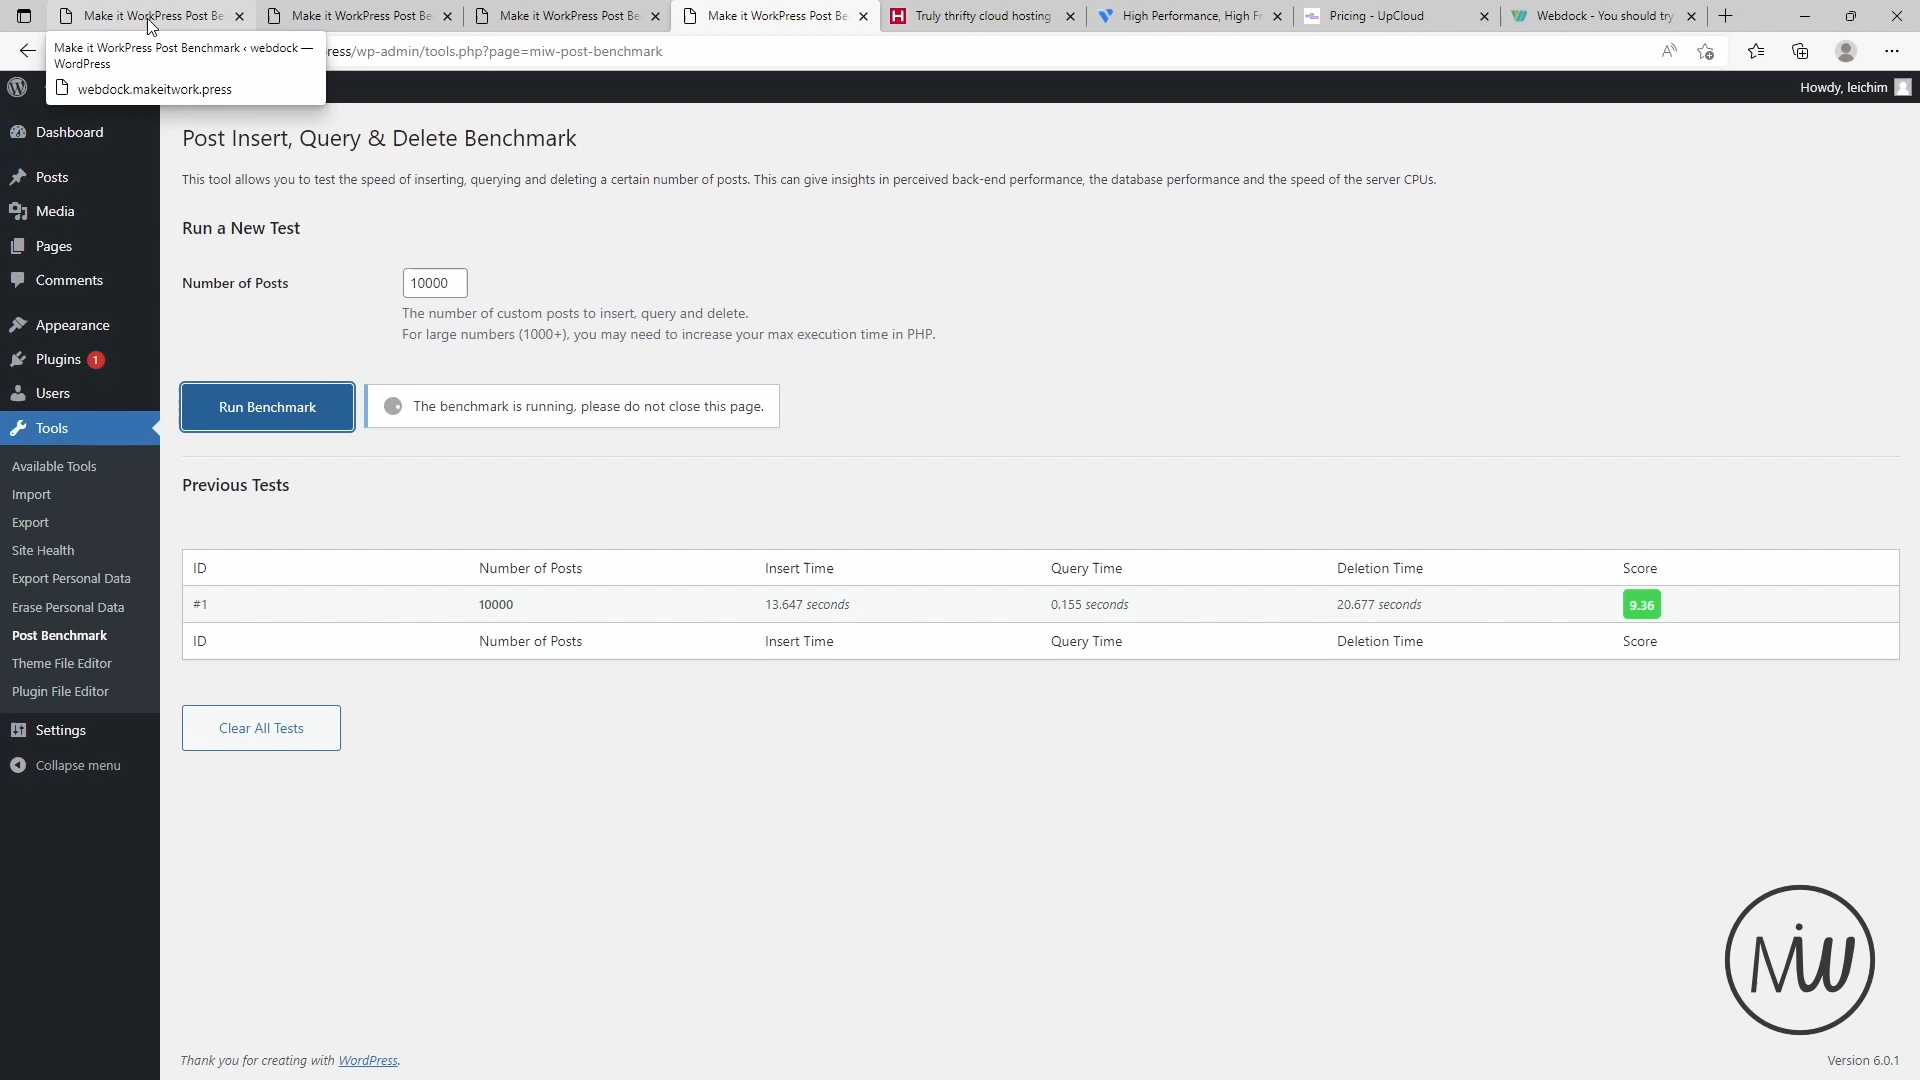 Make it WorkPress Post Be
Make it WorkPress Post Be
Make it WorkPress Post Be
Make it WorkPress Post Be
Truly thrifty cloud hosting
High Performance, High Fr
Pricing - UpCloud
Webdock - You should try
Make it WorkPress Post Benchmark ‹ webdock —
WordPress
webdock.makeitwork.press
ress/wp-admin/tools.php?page=miw-post-benchmark
Howdy, leichim
Dashboard
Posts
Media
Pages
Comments
Appearance
Plugins 1
Users
Tools
Available Tools
Import
Export
Site Health
Export Personal Data
Erase Personal Data
Post Benchmark
Theme File Editor
Plugin File Editor
Settings
Collapse menu
Post Insert, Query & Delete Benchmark
This tool allows you to test the speed of inserting, querying and deleting a certain number of posts. This can give insights in perceived back-end performance, the database performance and the speed of the server CPUs.
Run a New Test
Number of Posts 10000
The number of custom posts to insert, query and delete.
For large numbers (1000+), you may need to increase your max execution time in PHP.
Run Benchmark The benchmark is running, please do not close this page.
Previous Tests
ID Number of Posts Insert Time Query Time Deletion Time Score
#1 10000 13.647 seconds 0.155 seconds 20.677 seconds 9.36
ID Number of Posts Insert Time Query Time Deletion Time Score
Clear All Tests
MiW
Thank you for creating with WordPress.
Version 6.0.1